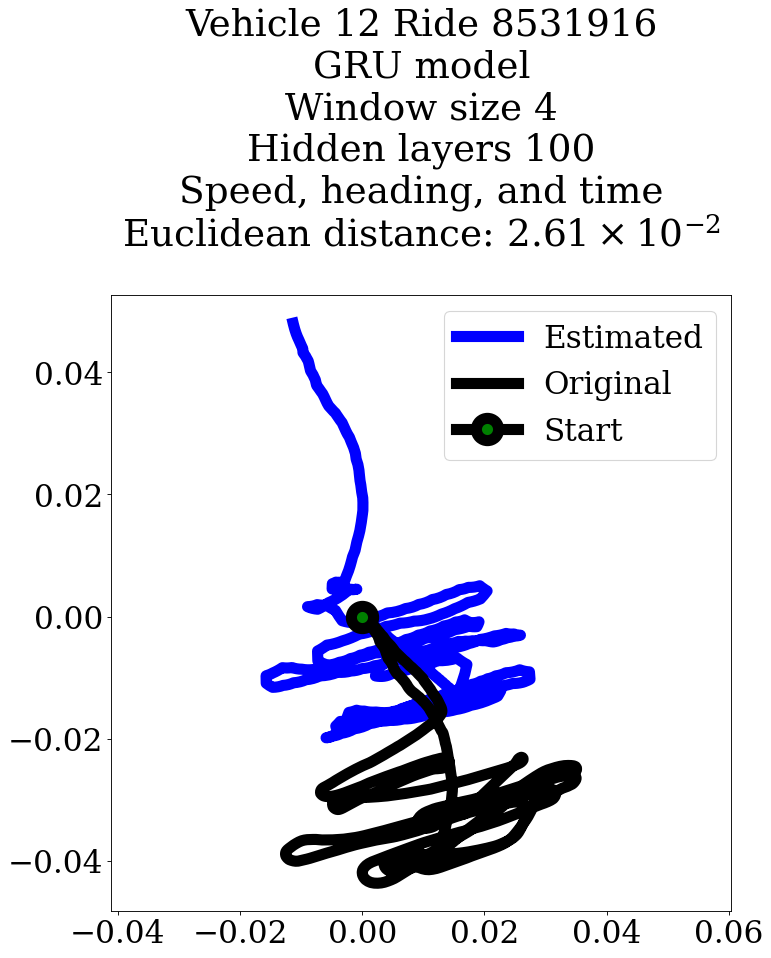 Vehicle 12 Ride 8531916
GRU model
Window size 4
Hidden layers 100
Speed, heading, and time
Euclidean distance: 2.61 × 10⁻²
Estimated
Original
Start
0.04
0.02
0.00
−0.02
−0.04
−0.04 −0.02 0.00 0.02 0.04 0.06